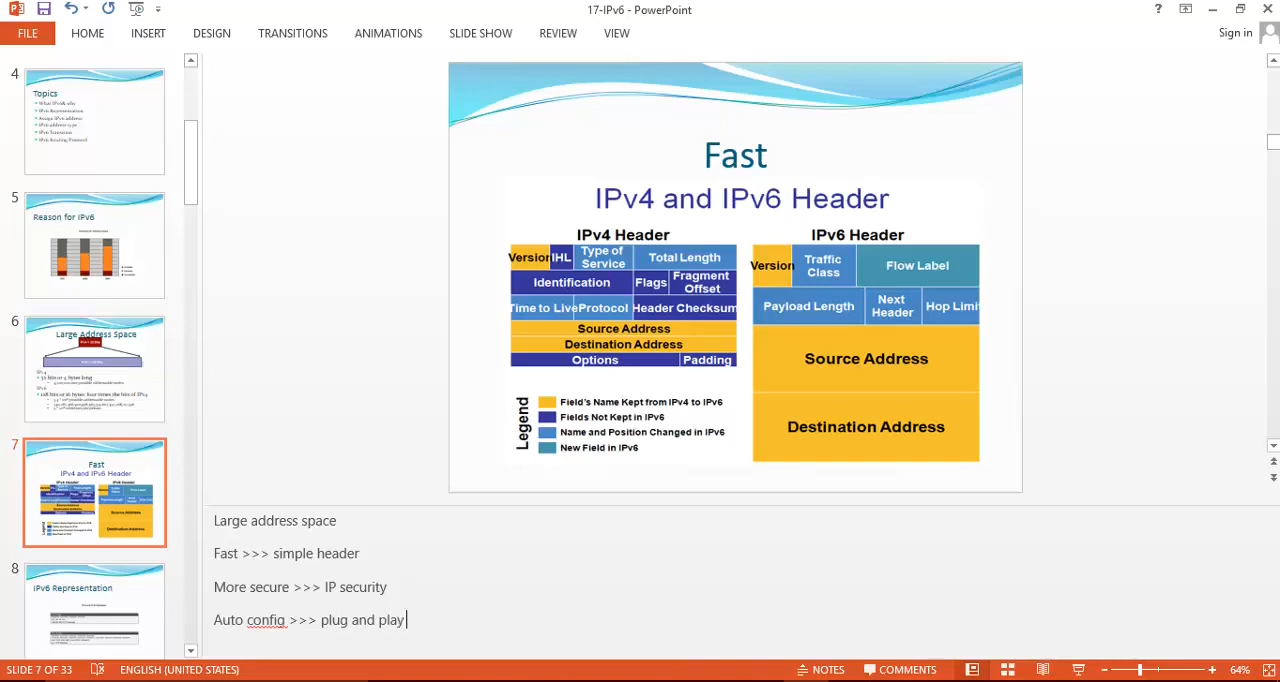 17-IPv6 - PowerPoint
?
FILE HOME INSERT DESIGN TRANSITIONS ANIMATIONS SLIDE SHOW REVIEW VIEW
Sign in
4
Topics
5
Reason for IPv6
6
Large Address Space
7
Fast
IPv4 and IPv6 Header
8
IPv6 Representation
Fast
IPv4 and IPv6 Header
IPv4 Header
Version IHL Type of Service Total Length
Identification Flags Fragment Offset
Time to Live Protocol Header Checksum
Source Address
Destination Address
Options Padding
IPv6 Header
Version Traffic Class Flow Label
Payload Length Next Header Hop Limit
Source Address
Destination Address
Legend
Field's Name Kept from IPv4 to IPv6
Fields Not Kept in IPv6
Name and Position Changed in IPv6
New Field in IPv6
Large address space
Fast >>> simple header
More secure >>> IP security
Auto config >>> plug and play
SLIDE 7 OF 33 ENGLISH (UNITED STATES) NOTES COMMENTS 64%